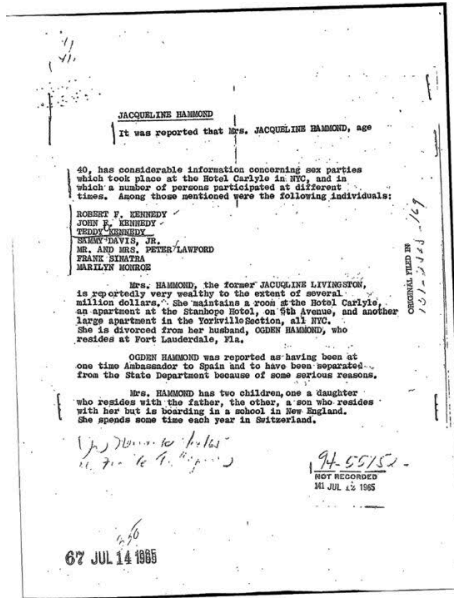 JACQUELINE HAMMOND
It was reported that Mrs. JACQUELINE HAMMOND, age
40, has considerable information concerning sex parties
which took place at the Hotel Carlyle in NYC, and in
which a number of persons participated at different
times. Among those mentioned were the following individuals:
ROBERT F. KENNEDY
JOHN F. KENNEDY
TEDDY KENNEDY
SAMMY DAVIS, JR.
MR. AND MRS. PETER LAWFORD
FRANK SINATRA
MARILYN MONROE
Mrs. HAMMOND, the former JACUQLINE LIVINGSTON,
is reportedly very wealthy to the extent of several
million dollars. She maintains a room at the Hotel Carlyle,
an apartment at the Stanhope Hotel, on 5th Avenue, and another
large apartment in the Yorkville Section, all NYC.
She is divorced from her husband, OGDEN HAMMOND, who
resides at Fort Lauderdale, Fla.
OGDEN HAMMOND was reported as having been at
one time Ambassador to Spain and to have been separated
from the State Department because of some serious reasons.
Mrs. HAMMOND has two children, one a daughter
who resides with the father, the other, a son who resides
with her but is boarding in a school in New England.
She spends some time each year in Switzerland.
ORIGINAL FILED IN
94-55752-
NOT RECORDED
141 JUL 1965
67 JUL 14 1965